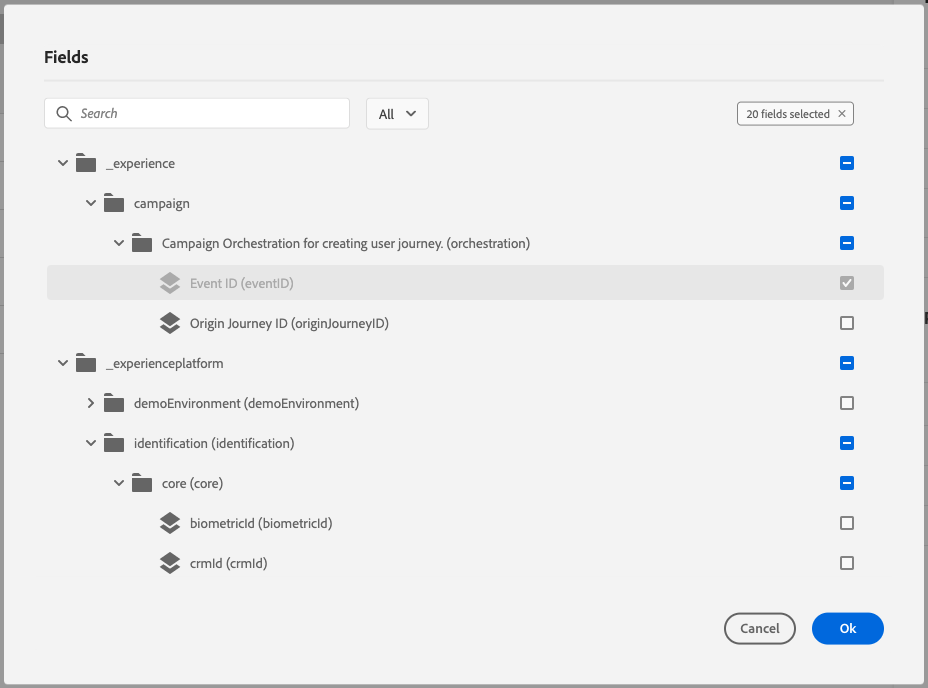 Fields
Search
All
20 fields selected
_experience
campaign
Campaign Orchestration for creating user journey. (orchestration)
Event ID (eventID)
Origin Journey ID (originJourneyID)
_experienceplatform
demoEnvironment (demoEnvironment)
identification (identification)
core (core)
biometricId (biometricId)
crmId (crmId)
Cancel
Ok